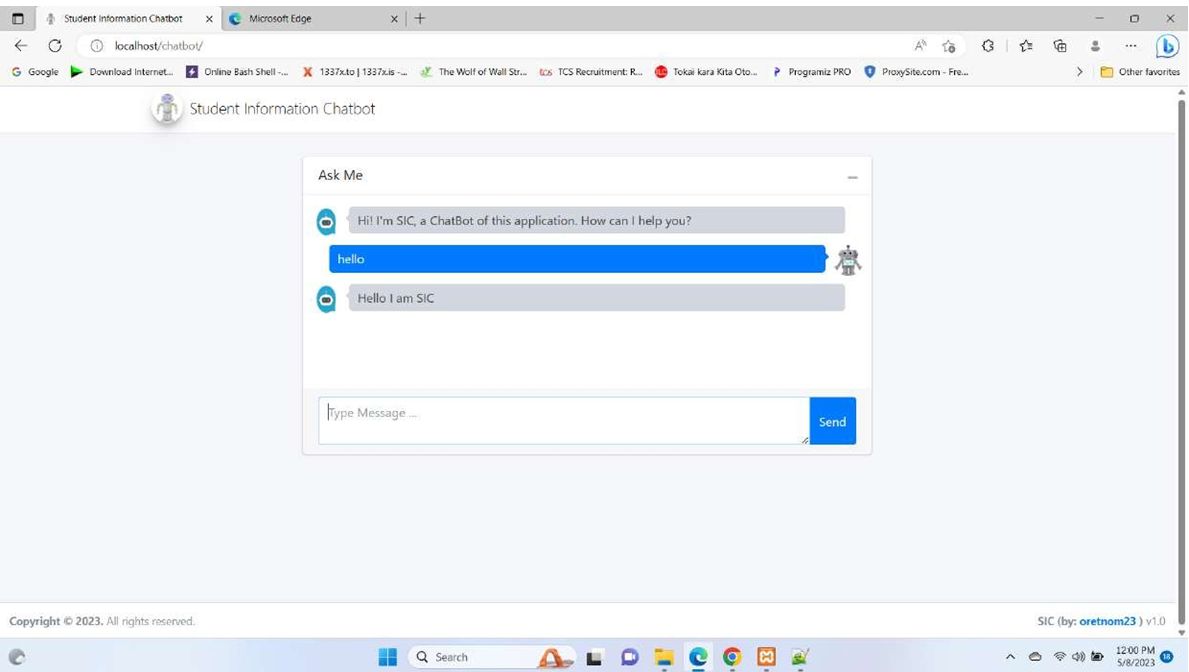 Student Information Chatbot
Microsoft Edge
localhost/chatbot/
Google
Download Internet...
Online Bash Shell -...
1337x.to | 1337x.is -...
The Wolf of Wall Str...
TCS Recruitment: R...
Tokai kara Kita Oto...
Programiz PRO
ProxySite.com - Fre...
Other favorites
Student Information Chatbot
Ask Me
Hi! I'm SIC, a ChatBot of this application. How can I help you?
hello
Hello I am SIC
Type Message ...
Send
Copyright © 2023. All rights reserved.
SIC (by: oretnom23 ) v1.0
Search
12:00 PM
5/8/2023
18